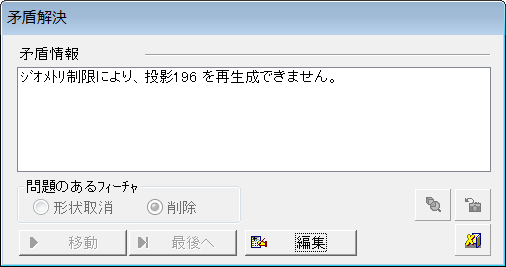 矛盾解決
矛盾情報
ｼﾞｵﾒﾄﾘ制限により、投影196 を再生成できません。
問題のあるﾌｨｰﾁｬ
形状取消
削除
移動
最後へ
編集